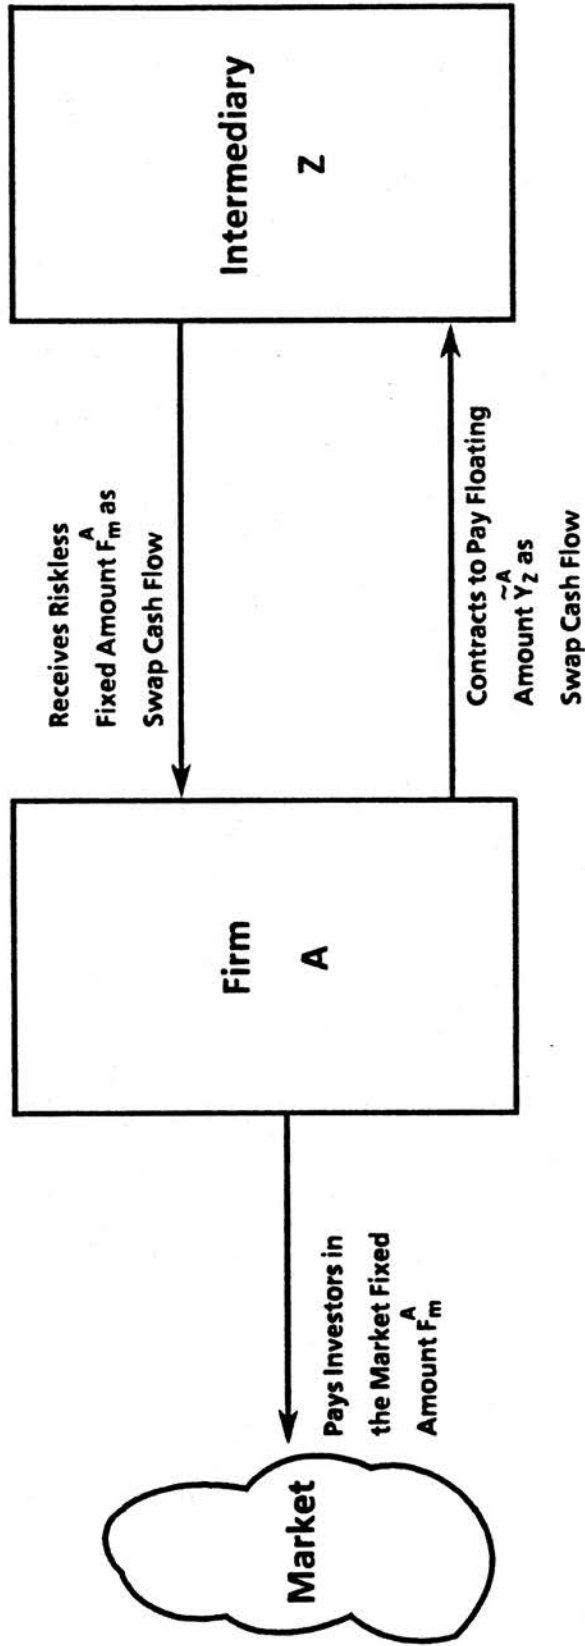 Market
Pays Investors in
the Market Fixed
Amount F_m^A
Firm
A
Receives Riskless
Fixed Amount F_m^A as
Swap Cash Flow
Contracts to Pay Floating
Amount Ỹ_Z^A as
Swap Cash Flow
Intermediary
Z